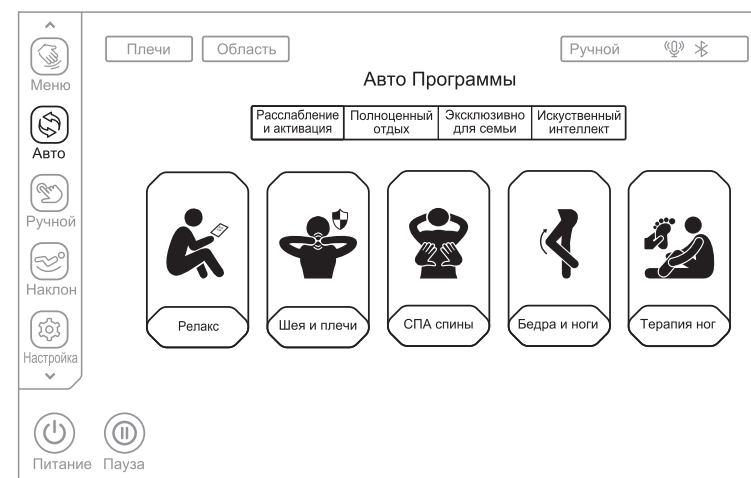 Плечи
Область
Ручной
Меню
Авто Программы
Расслабление
и активация
Полноценный
отдых
Эксклюзивно
для семьи
Искуственный
интеллект
Авто
Ручной
Наклон
Настройка
Релакс
Шея и плечи
СПА спины
Бедра и ноги
Терапия ног
Питание
Пауза